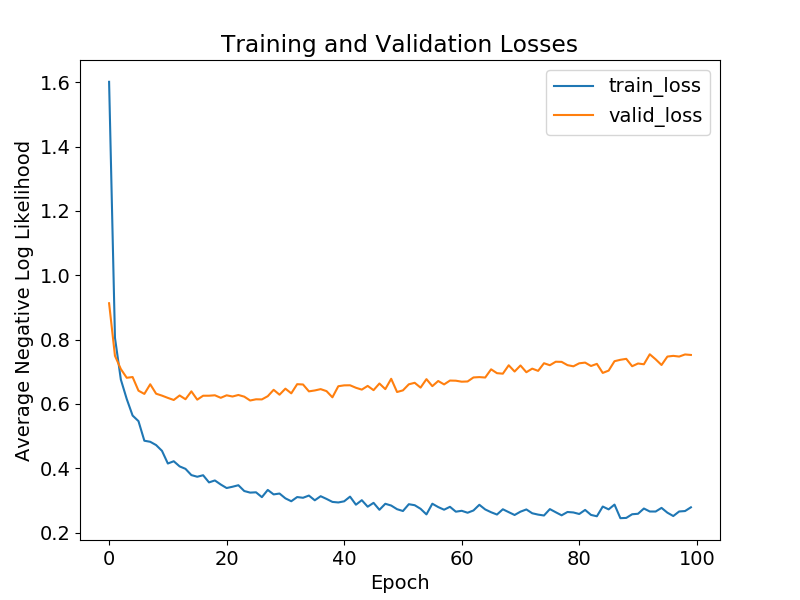 Training and Validation Losses
train_loss
valid_loss
Average Negative Log Likelihood
1.6
1.4
1.2
1.0
0.8
0.6
0.4
0.2
0 20 40 60 80 100
Epoch